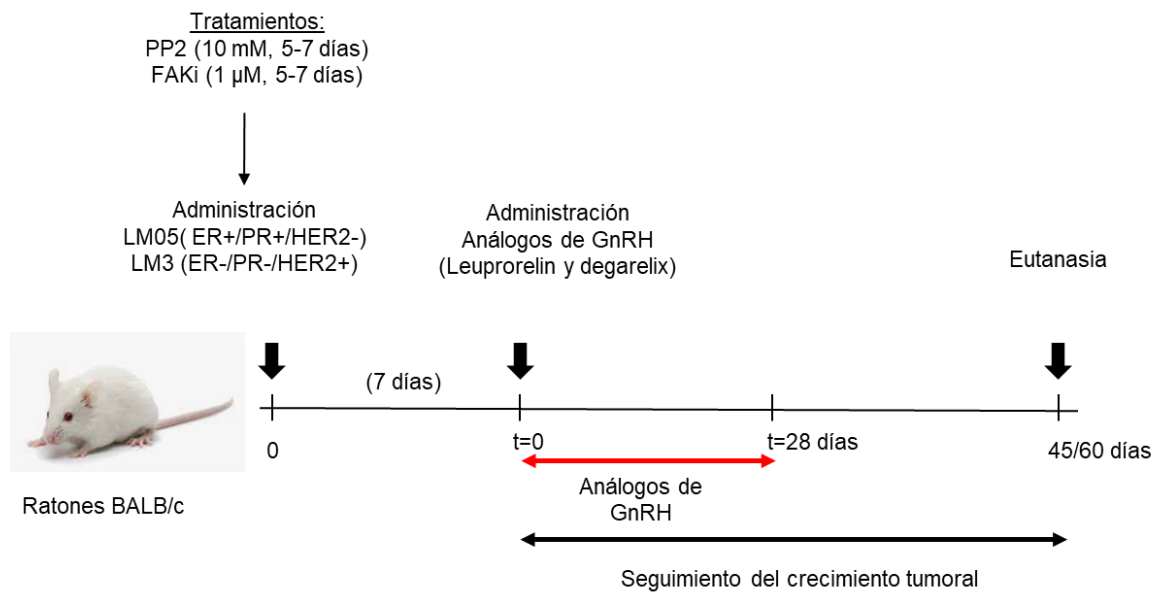 Tratamientos:
PP2 (10 mM, 5-7 días)
FAKi (1 µM, 5-7 días)
Administración
LM05( ER+/PR+/HER2-)
LM3 (ER-/PR-/HER2+)
Administración
Análogos de GnRH
(Leuprorelin y degarelix)
Eutanasia
(7 días)
0
t=0
t=28 días
45/60 días
Ratones BALB/c
Análogos de
GnRH
Seguimiento del crecimiento tumoral